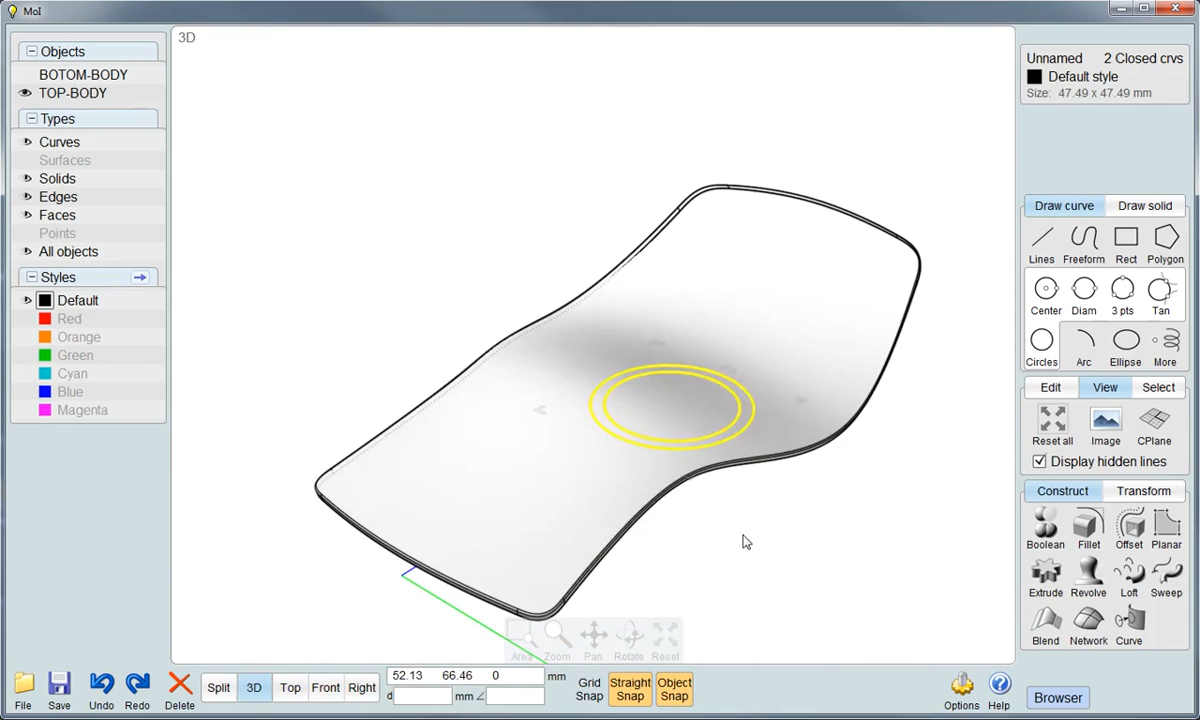 MoI
Objects
BOTOM-BODY
TOP-BODY
Types
Curves
Surfaces
Solids
Edges
Faces
Points
All objects
Styles
Default
Red
Orange
Green
Cyan
Blue
Magenta
3D
Area Zoom Pan Rotate Reset
Unnamed 2 Closed crvs
Default style
Size: 47.49 x 47.49 mm
Draw curve Draw solid
Lines Freeform Rect Polygon
Center Diam 3 pts Tan
Circles Arc Ellipse More
Edit View Select
Reset all Image CPlane
Display hidden lines
Construct Transform
Boolean Fillet Offset Planar
Extrude Revolve Loft Sweep
Blend Network Curve
File Save Undo Redo Delete
Split 3D Top Front Right
52.13 66.46 0 mm
d mm ∠
Grid Snap
Straight Snap
Object Snap
Options Help
Browser